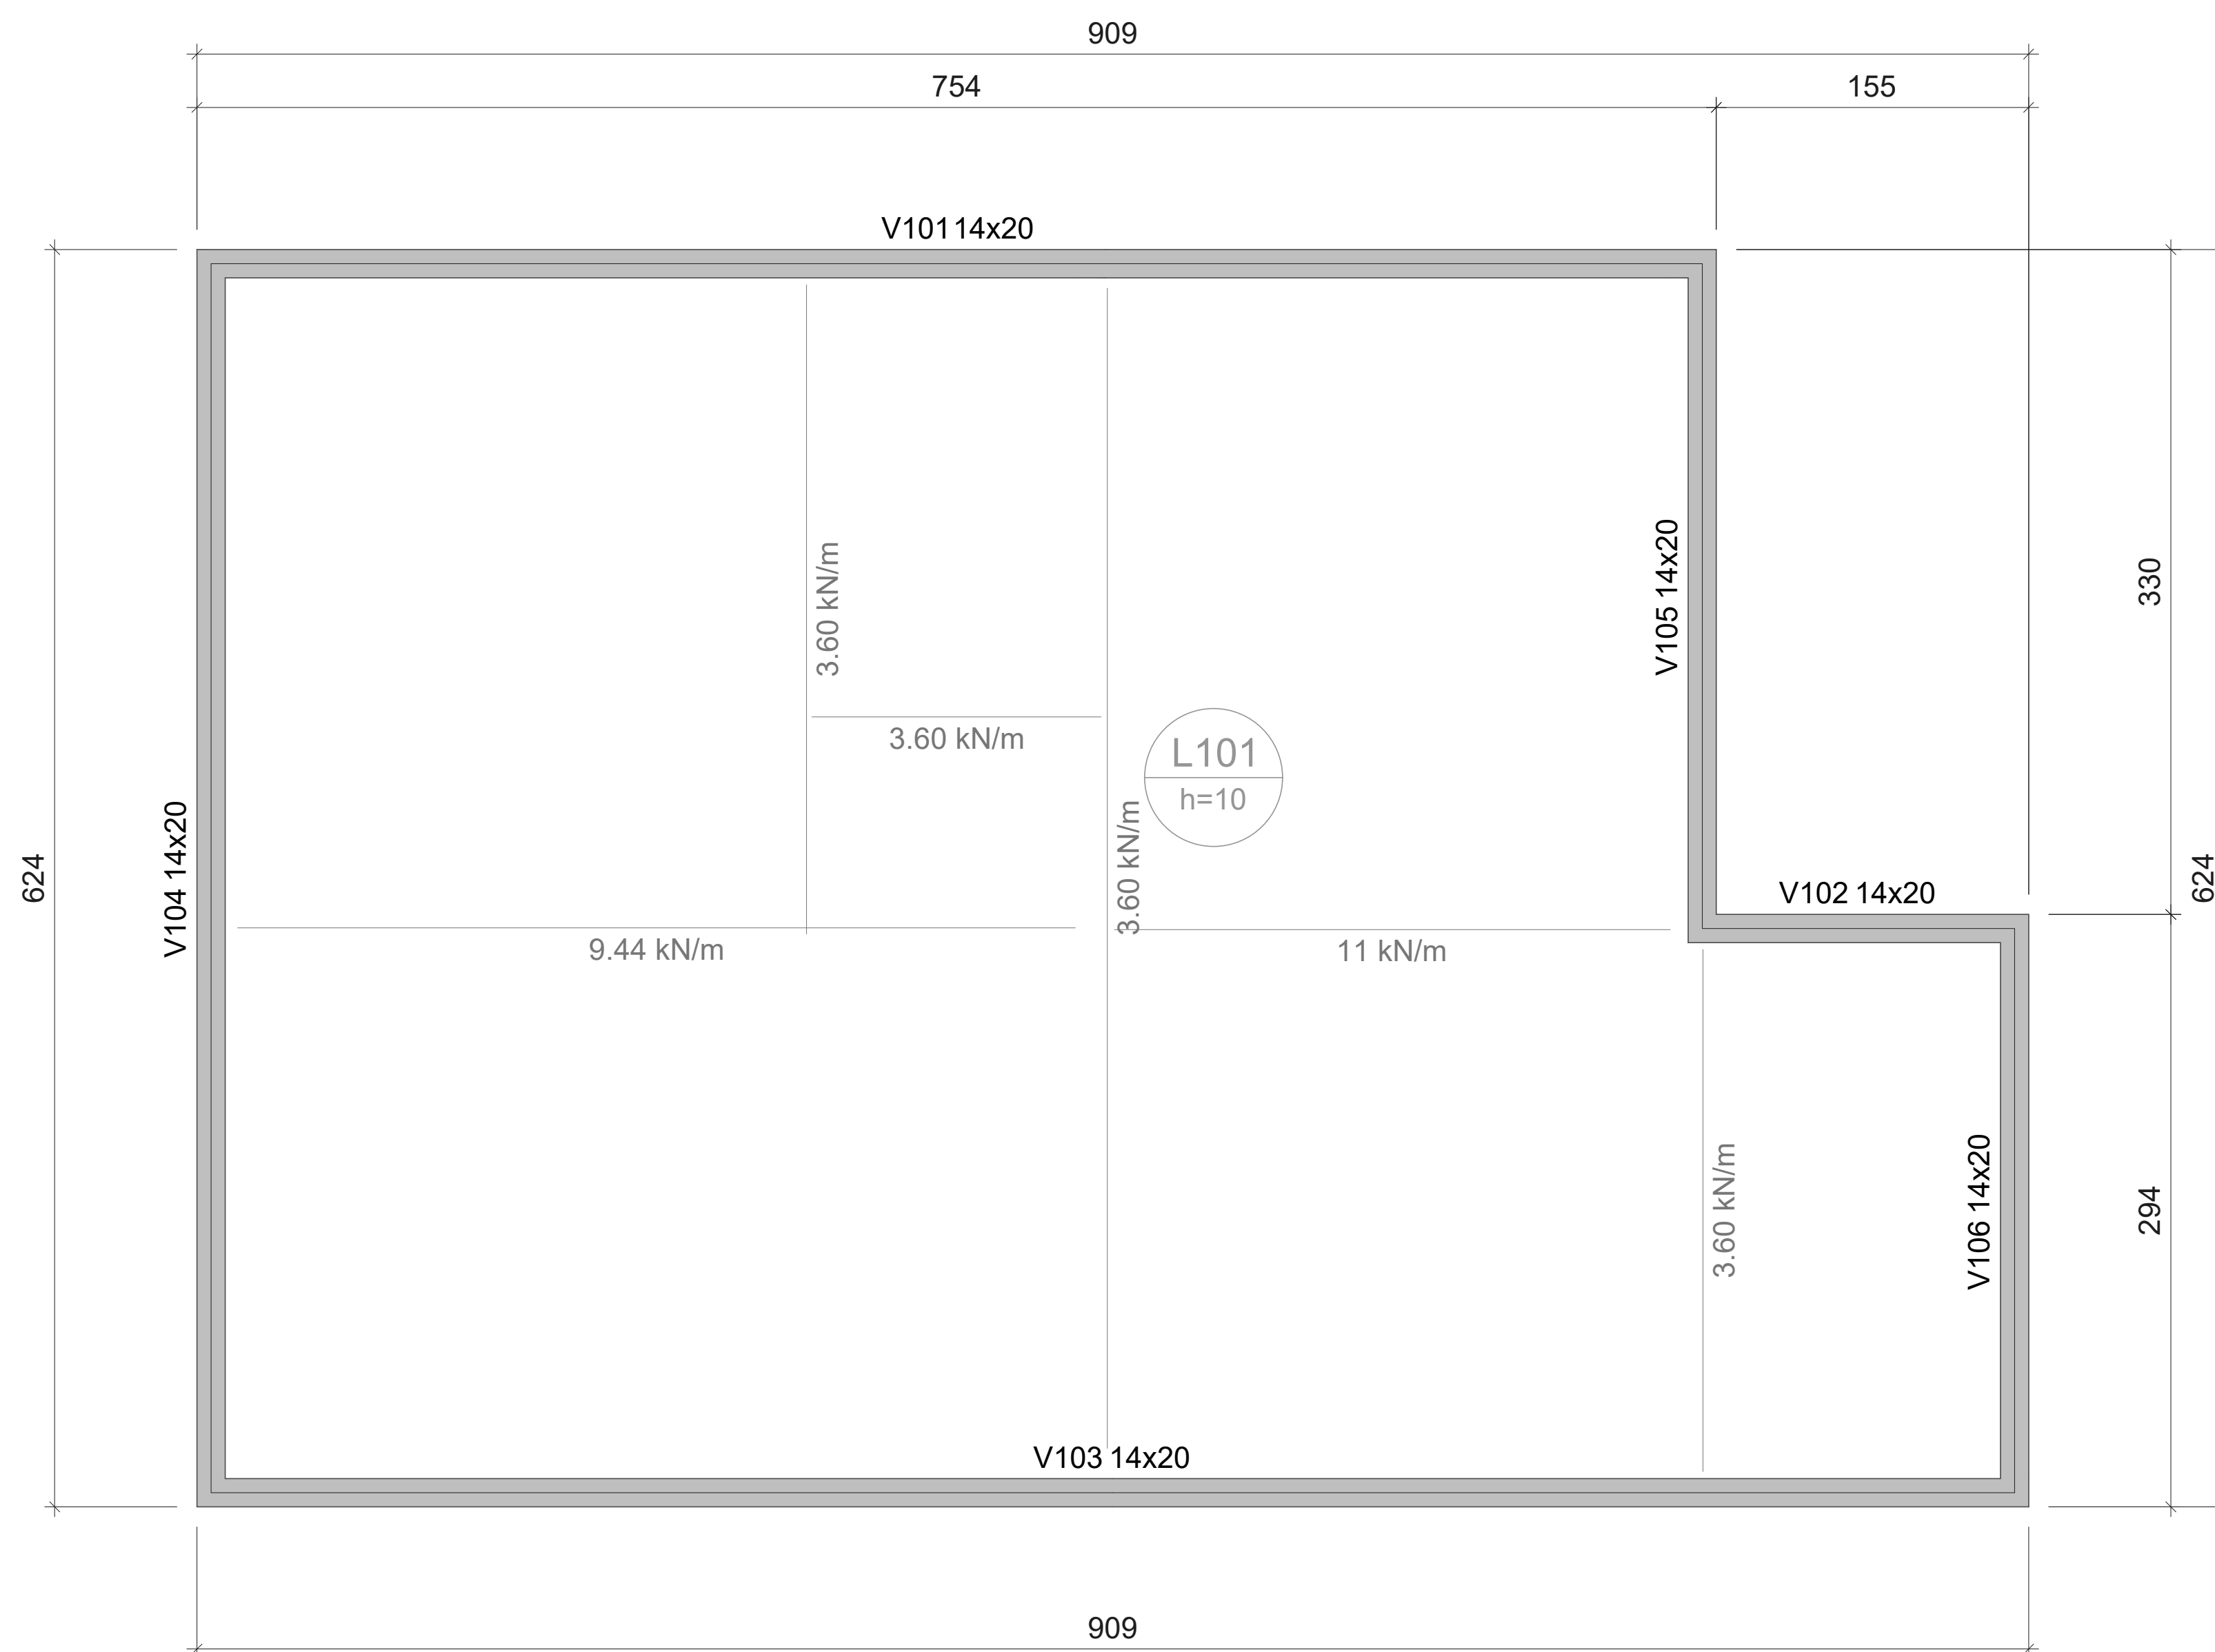 909
754
155
V101 14x20
3.60 kN/m
V105 14x20
330
3.60 kN/m
L101
h=10
3.60 kN/m
V104 14x20
624
V102 14x20
624
9.44 kN/m
11 kN/m
3.60 kN/m
V106 14x20
294
V103 14x20
909